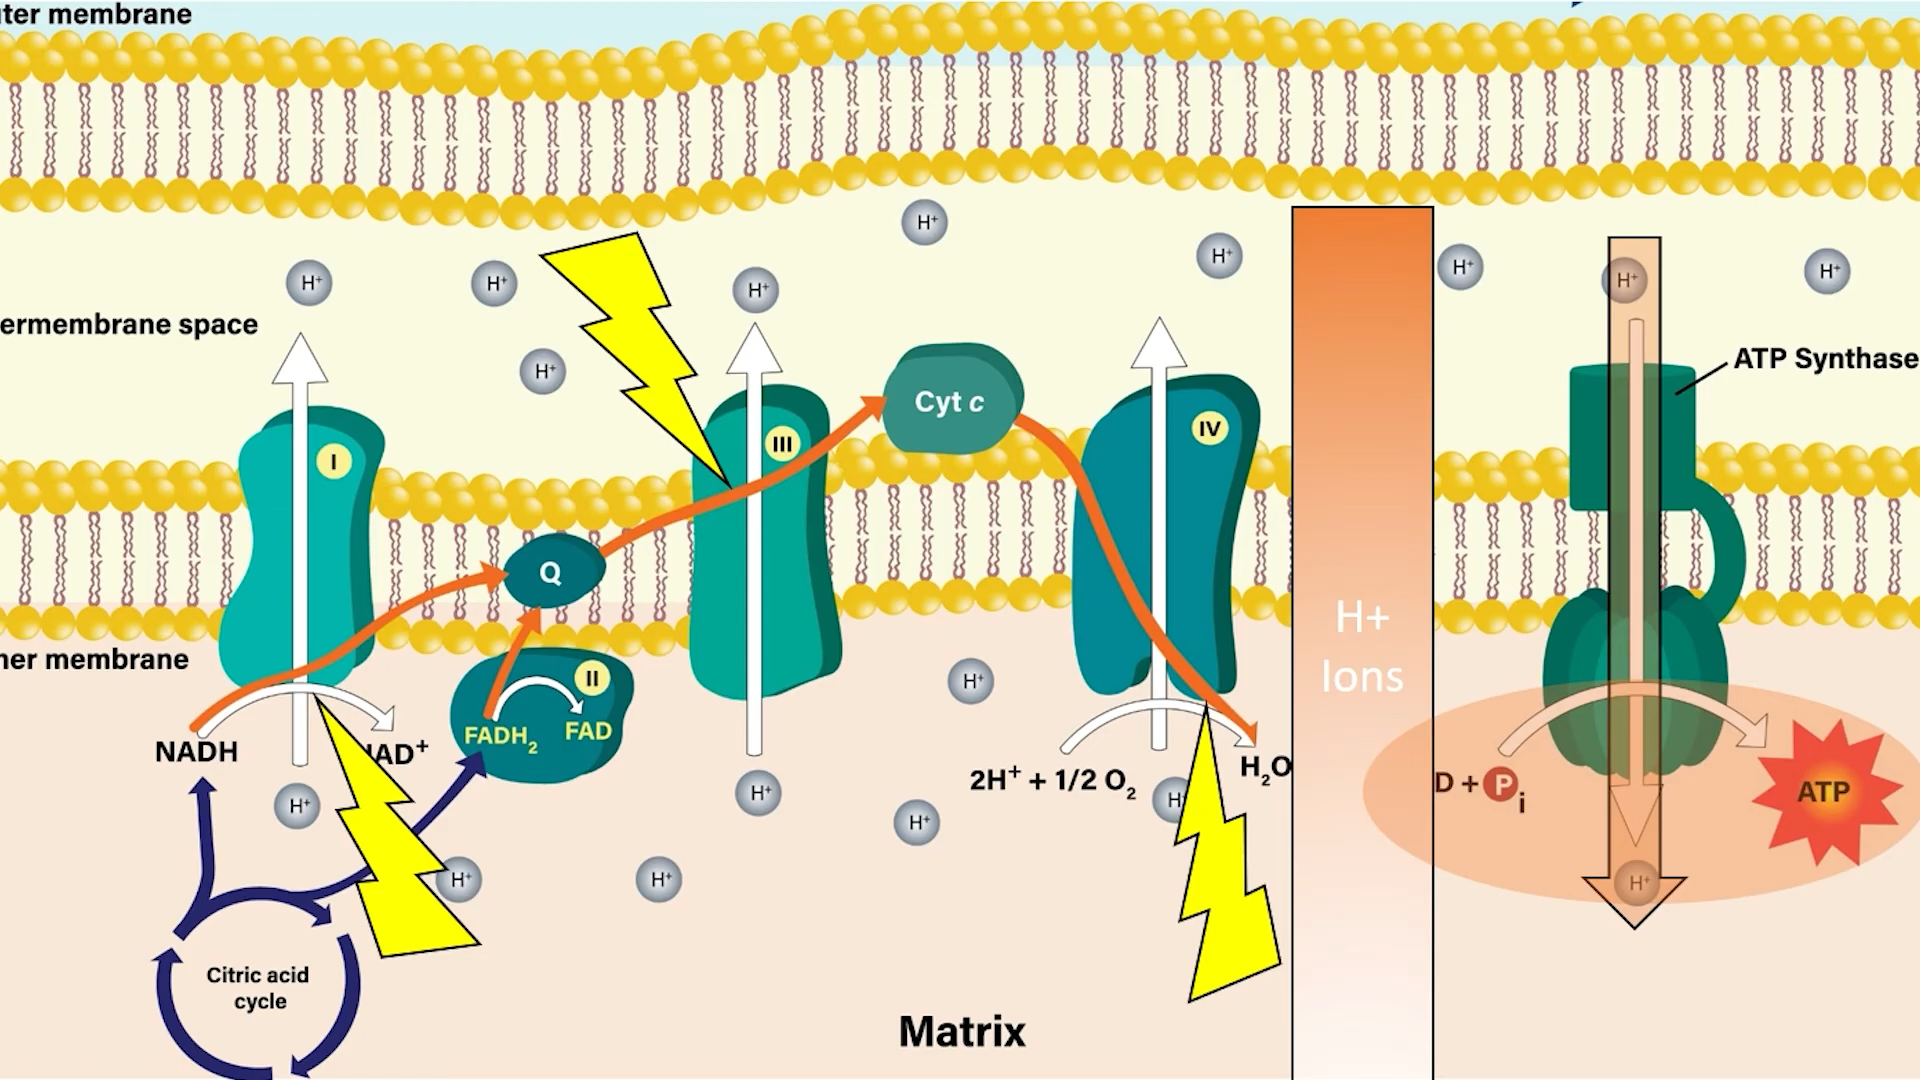 uter membrane
H+
H+
H+
H+
H+
H+
H+
H+
ermembrane space
ATP Synthase
H+
Cyt c
IV
III
I
Q
H+
Ions
ner membrane
II
H+
FADH2
FAD
NADH
AD+
2H+ + 1/2 O2
H2O
D + Pi
ATP
H+
H+
H
H+
H+
H+
H+
Citric acid
cycle
Matrix